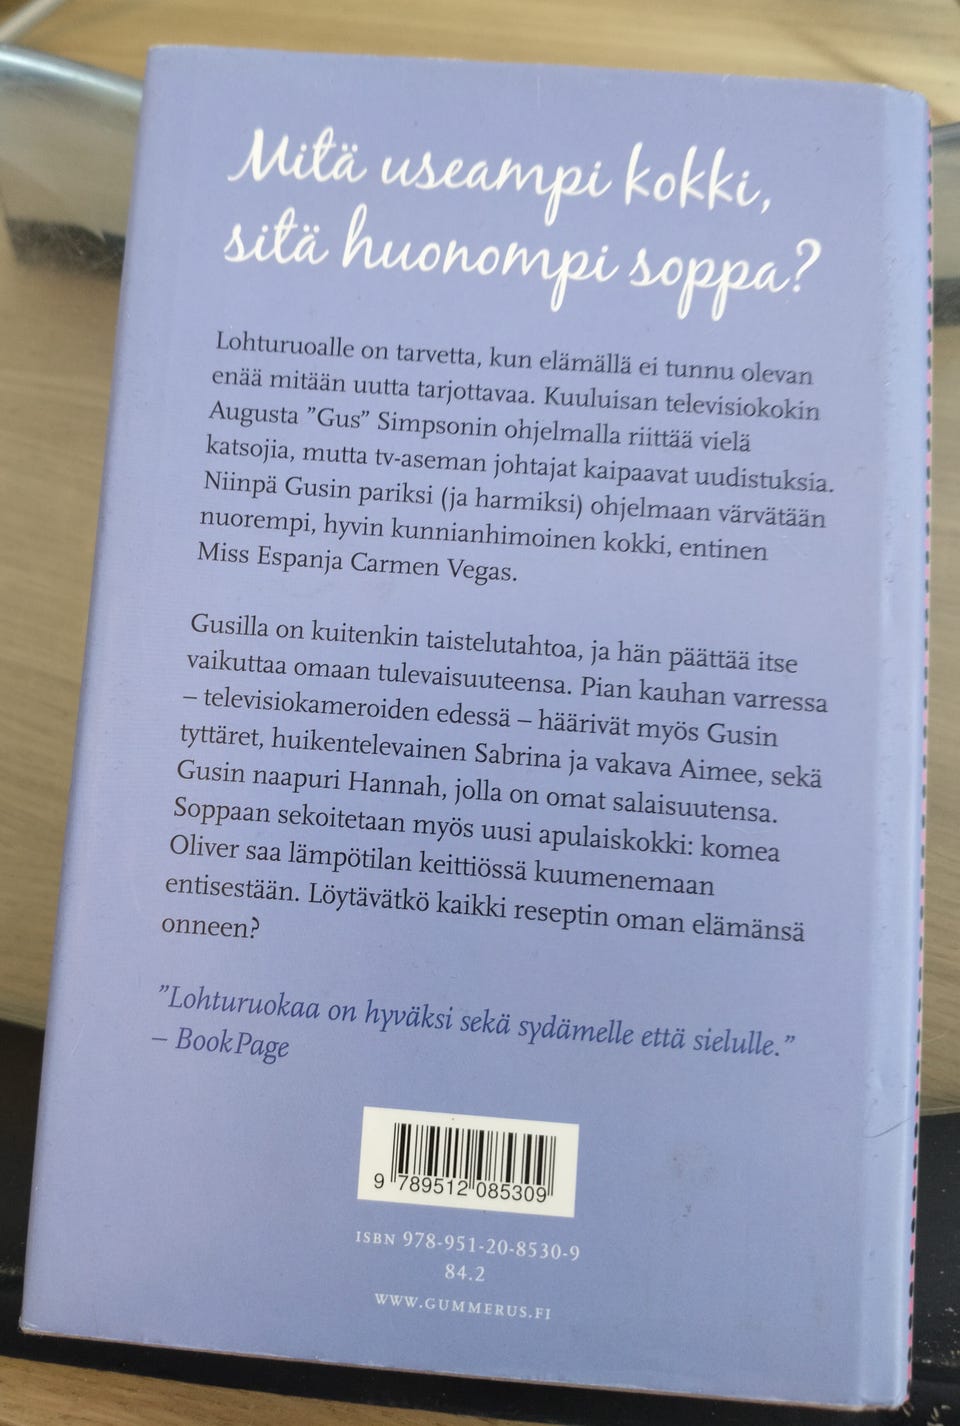 Mitä useampi kokki,
sitä huonompi soppa?
Lohturuoalle on tarvetta, kun elämällä ei tunnu olevan
enää mitään uutta tarjottavaa. Kuuluisan televisiokokin
Augusta ”Gus” Simpsonin ohjelmalla riittää vielä
katsojia, mutta tv-aseman johtajat kaipaavat uudistuksia.
Niinpä Gusin pariksi (ja harmiksi) ohjelmaan värvätään
nuorempi, hyvin kunnianhimoinen kokki, entinen
Miss Espanja Carmen Vegas.
Gusilla on kuitenkin taistelutahtoa, ja hän päättää itse
vaikuttaa omaan tulevaisuuteensa. Pian kauhan varressa
– televisiokameroiden edessä – häärivät myös Gusin
tyttäret, huikentelevainen Sabrina ja vakava Aimee, sekä
Gusin naapuri Hannah, jolla on omat salaisuutensa.
Soppaan sekoitetaan myös uusi apulaiskokki: komea
Oliver saa lämpötilan keittiössä kuumenemaan
entisestään. Löytävätkö kaikki reseptin oman elämänsä
onneen?
”Lohturuokaa on hyväksi sekä sydämelle että sielulle.”
– BookPage
9 789512 085309
ISBN 978-951-20-8530-9
84.2
WWW.GUMMERUS.FI